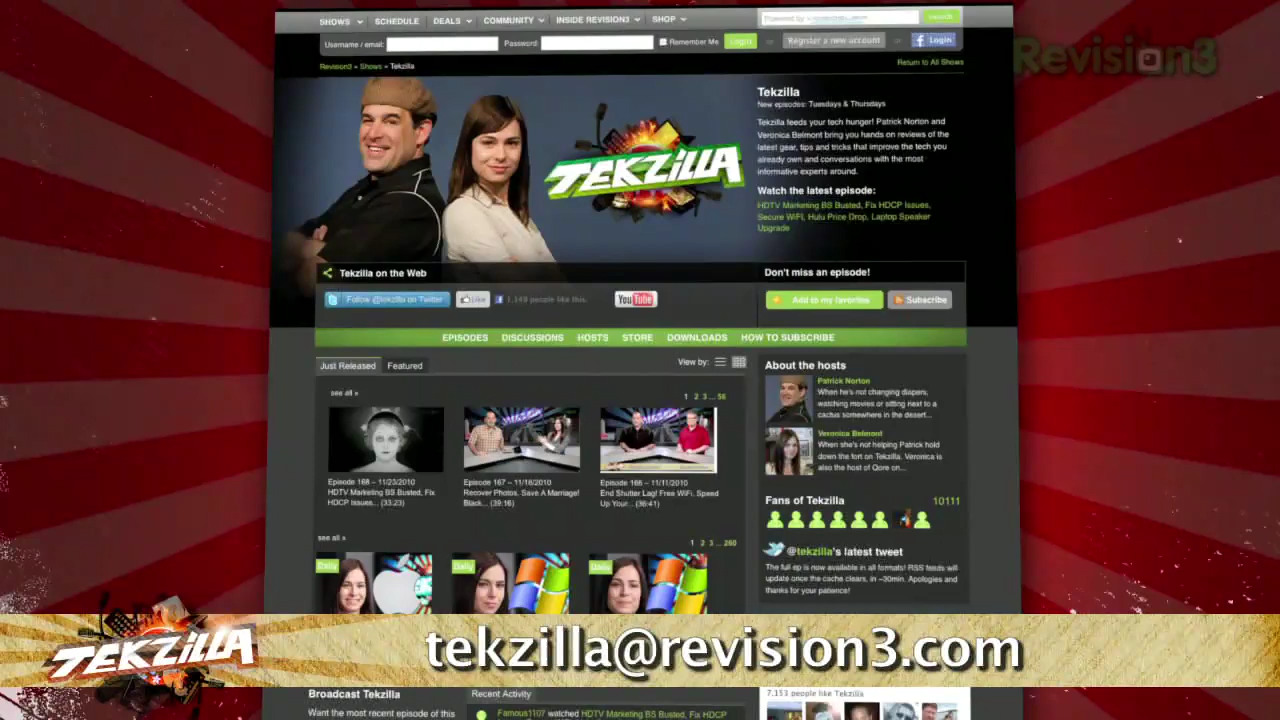 SHOWS
SCHEDULE
DEALS
COMMUNITY
INSIDE REVISION3
SHOP
Powered by
search
Username / email:
Password:
Remember Me
Login
or
Register a new account
or
Login
Revision3
Revision3 » Shows » Tekzilla
Return to All Shows
TEKZILLA
Tekzilla
New episodes: Tuesdays & Thursdays
Tekzilla feeds your tech hunger! Patrick Norton and
Veronica Belmont bring you hands on reviews of the
latest gear, tips and tricks that improve the tech you
already own and conversations with the most
informative experts around.
Watch the latest episode:
HDTV Marketing BS Busted, Fix HDCP Issues,
Secure WiFi, Hulu Price Drop, Laptop Speaker
Upgrade
Tekzilla on the Web
Follow @tekzilla on Twitter
Like
1,149 people like this.
You Tube
Don't miss an episode!
Add to my favorites
Subscribe
EPISODES
DISCUSSIONS
HOSTS
STORE
DOWNLOADS
HOW TO SUBSCRIBE
Just Released
Featured
View by:
see all »
1 2 3 ... 56
Episode 168 – 11/23/2010
HDTV Marketing BS Busted, Fix
HDCP Issues... (33:23)
Episode 167 – 11/18/2010
Recover Photos, Save A Marriage!
Black... (39:16)
Episode 166 – 11/11/2010
End Shutter Lag! Free WiFi, Speed
Up Your... (36:41)
see all »
1 2 3 ... 260
Daily
Daily
Daily
About the hosts
Patrick Norton
When he's not changing diapers,
watching movies or sitting next to a
cactus somewhere in the desert...
Veronica Belmont
When she's not helping Patrick hold
down the fort on Tekzilla, Veronica is
also the host of Qore on...
Fans of Tekzilla
10111
@tekzilla's latest tweet
The full ep is now available in all formats! RSS feeds will
update once the cache clears, in ~30min. Apologies and
thanks for your patience!
TEKZILLA
tekzilla@revision3.com
Broadcast Tekzilla
Want the most recent episode of this
Recent Activity
Famous1107 watched HDTV Marketing BS Busted, Fix HDCP
7,153 people like Tekzilla